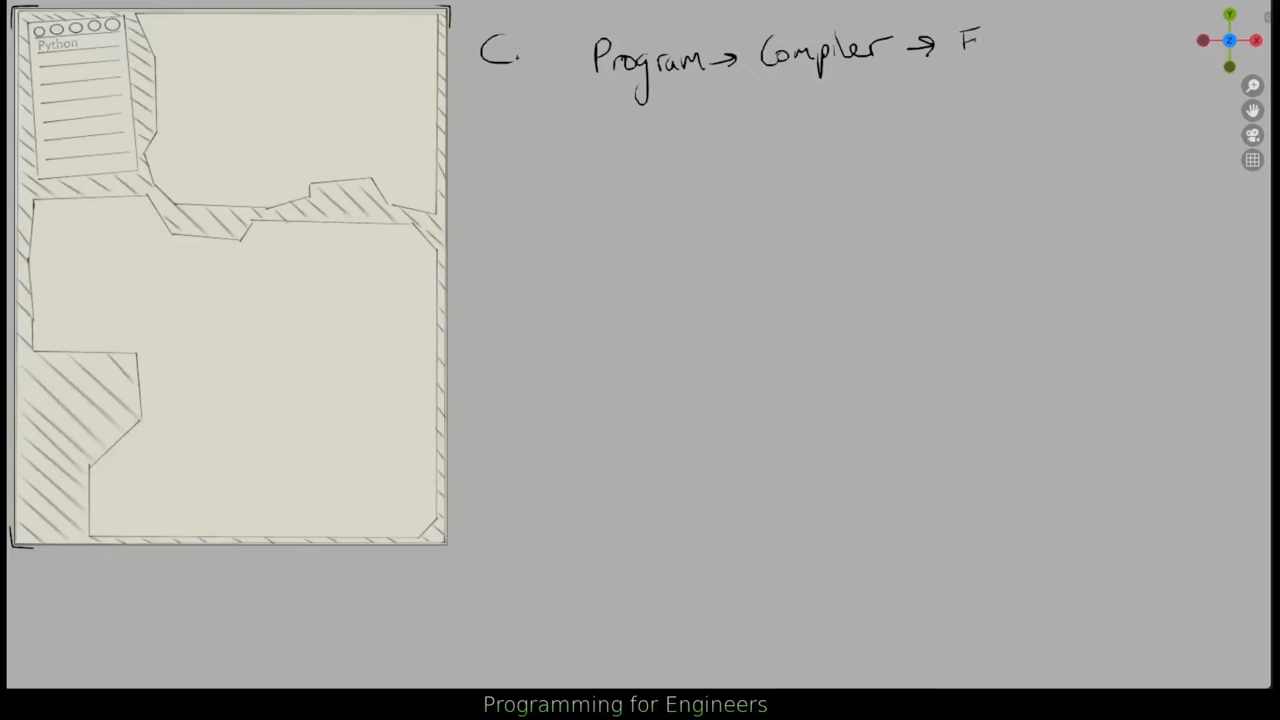 Python
C. Program → Compiler → F
Programming for Engineers